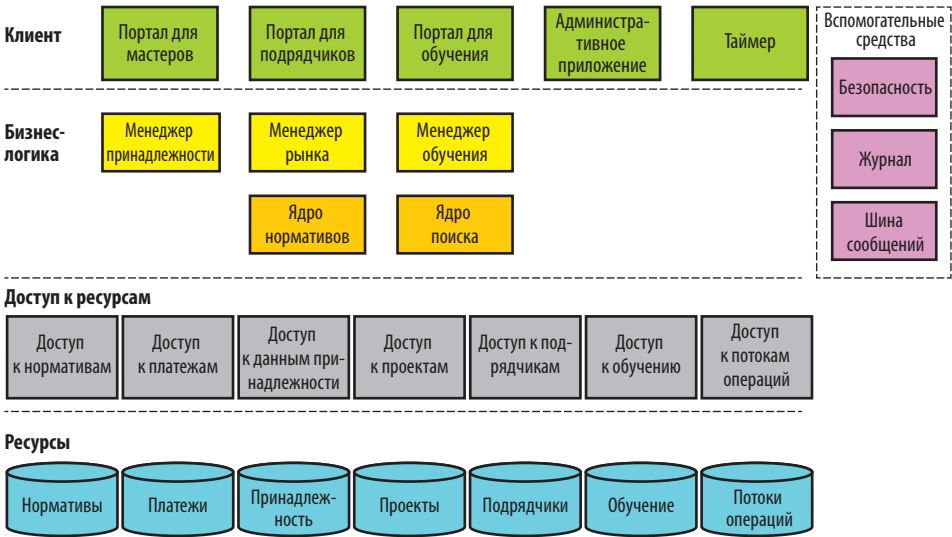 Клиент
Портал для
мастеров
Портал для
подрядчиков
Портал для
обучения
Администра-
тивное
приложение
Таймер
Вспомогательные
средства
Безопасность
Журнал
Шина
сообщений
Бизнес-
логика
Менеджер
принадлежности
Менеджер
рынка
Менеджер
обучения
Ядро
нормативов
Ядро
поиска
Доступ к ресурсам
Доступ
к нормативам
Доступ
к платежам
Доступ
к данным при-
надлежности
Доступ
к проектам
Доступ к под-
рядчикам
Доступ
к обучению
Доступ
к потокам
операций
Ресурсы
Нормативы
Платежи
Принадлеж-
ность
Проекты
Подрядчики
Обучение
Потоки
операций